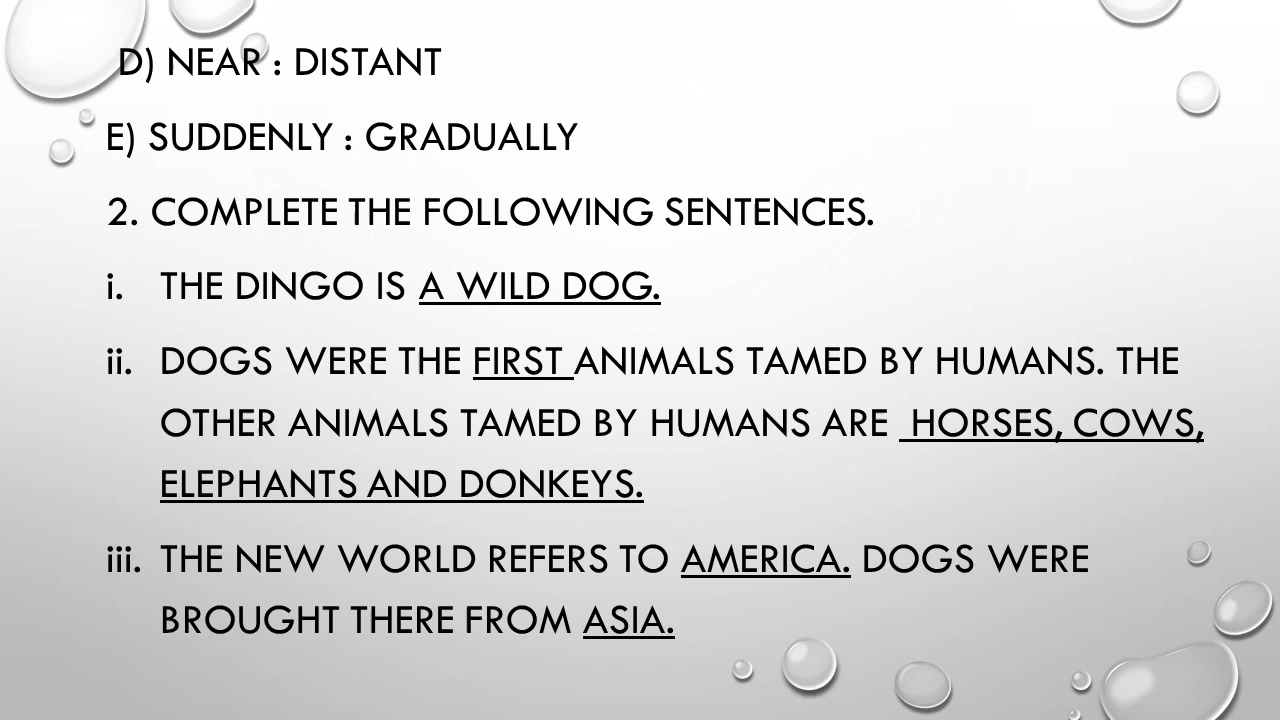 D) NEAR : DISTANT
E) SUDDENLY : GRADUALLY
2. COMPLETE THE FOLLOWING SENTENCES.
i. THE DINGO IS A WILD DOG.
ii. DOGS WERE THE FIRST ANIMALS TAMED BY HUMANS. THE
OTHER ANIMALS TAMED BY HUMANS ARE HORSES, COWS,
ELEPHANTS AND DONKEYS.
iii. THE NEW WORLD REFERS TO AMERICA. DOGS WERE
BROUGHT THERE FROM ASIA.